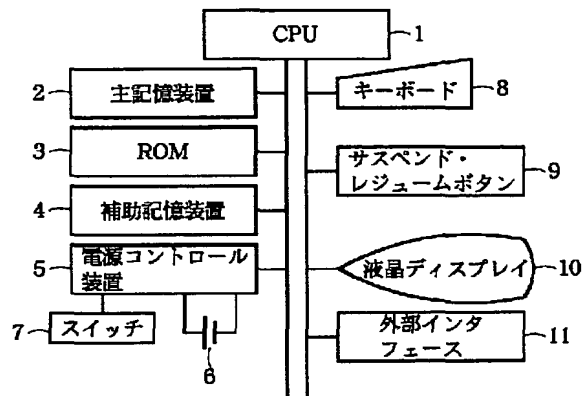 CPU
1
2
主記憶装置
キーボード
8
3
ROM
サスペンド・
レジュームボタン
9
4
補助記憶装置
5
電源コントロール
装置
液晶ディスプレイ
10
7
スイッチ
6
外部インタ
フェース
11